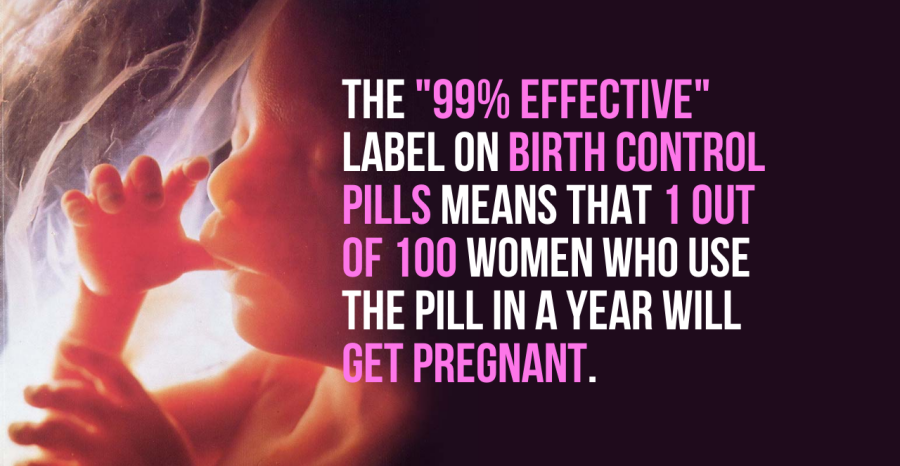 THE "99% EFFECTIVE"
LABEL ON BIRTH CONTROL
PILLS MEANS THAT 1 OUT
OF 100 WOMEN WHO USE
THE PILL IN A YEAR WILL
GET PREGNANT.